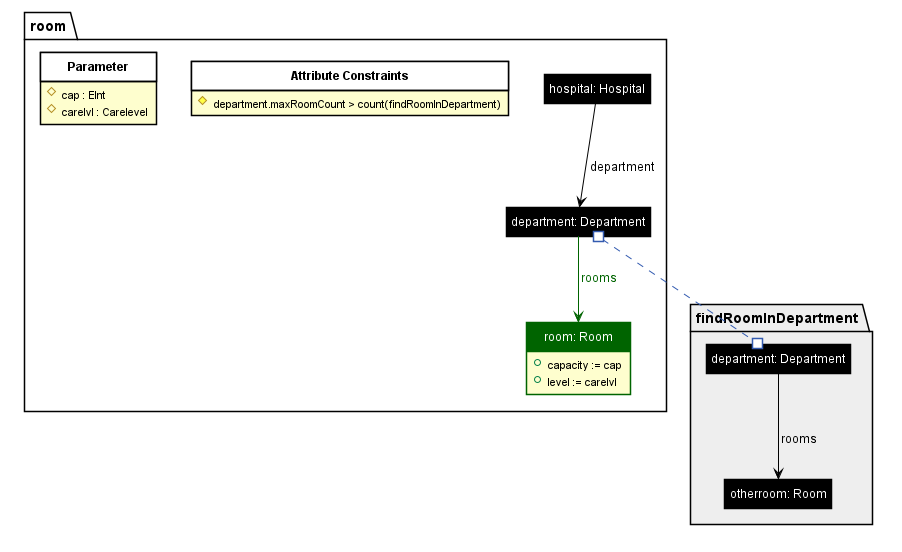 room
Parameter
cap : EInt
carelvl : Carelevel
Attribute Constraints
department.maxRoomCount > count(findRoomInDepartment)
hospital: Hospital
department
department: Department
rooms
room: Room
capacity := cap
level := carelvl
findRoomInDepartment
department: Department
rooms
otherroom: Room